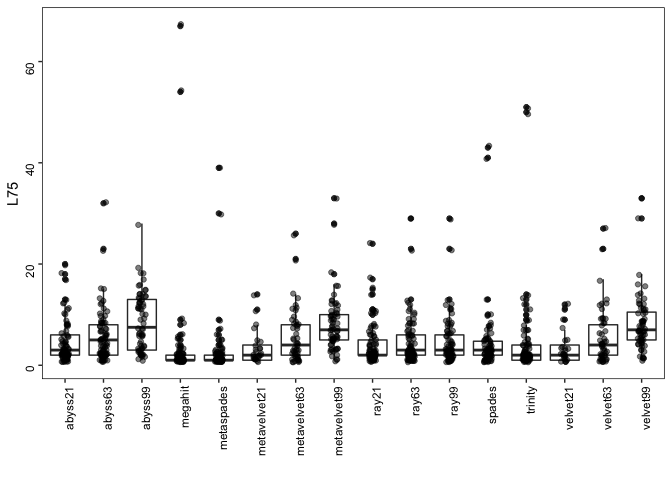 L75
60
40
20
0
abyss21
abyss63
abyss99
megahit
metaspades
metavelvet21
metavelvet63
metavelvet99
ray21
ray63
ray99
spades
trinity
velvet21
velvet63
velvet99